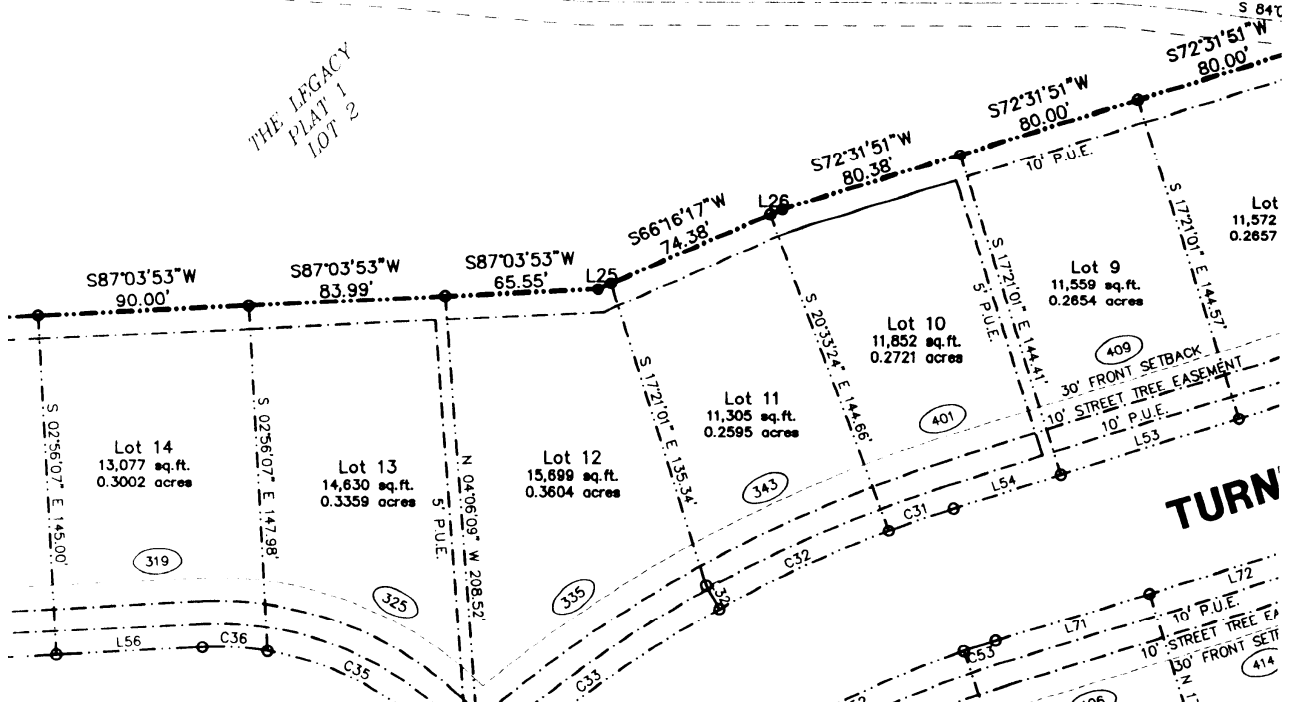 S 84°
S72°31'51"W
80.00'
S72°31'51"W
80.00'
S72°31'51"W
80.38'
L26
S66°16'17"W
74.38'
L25
S87°03'53"W
65.55'
S87°03'53"W
83.99'
S87°03'53"W
90.00'
THE LEGACY
PLAT 1
LOT 2
10' P.U.E.
S 17°21'01" E 144.57'
Lot
11,572
0.2657
Lot 9
11,559 sq.ft.
0.2654 acres
409
S 17°21'01" E 144.41'
5' P.U.E.
Lot 10
11,852 sq.ft.
0.2721 acres
401
S 20°33'24" E 144.66'
Lot 11
11,305 sq.ft.
0.2595 acres
343
S 17°21'01" E 135.34'
Lot 12
15,699 sq.ft.
0.3604 acres
335
N 04°06'09" W 208.52'
5' P.U.E.
Lot 13
14,630 sq.ft.
0.3359 acres
325
S 02°56'07" E 147.98'
Lot 14
13,077 sq.ft.
0.3002 acres
319
S 02°56'07" E 145.00'
30' FRONT SETBACK
10' STREET TREE EASEMENT
10' P.U.E.
L53
L54
C31
C32
32
C33
C35
C36
L56
TURN
L72
L71
C53
10' P.U.E.
10' STREET TREE EA
30' FRONT SET
414
N 1